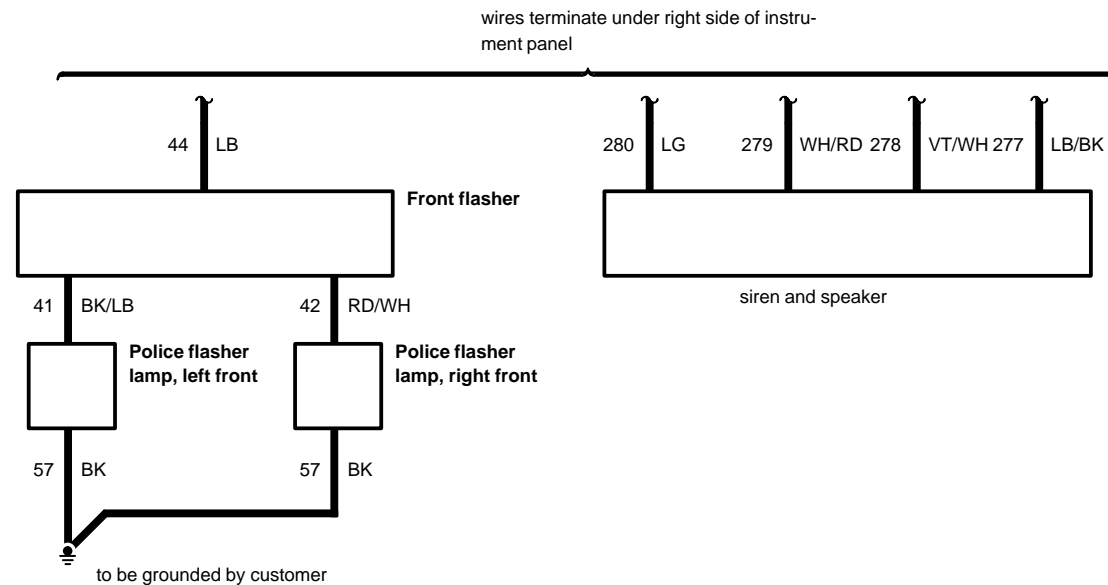 wires terminate under right side of instru-
ment panel
44 LB
280 LG 279 WH/RD 278 VT/WH 277 LB/BK
Front flasher
siren and speaker
41 BK/LB 42 RD/WH
Police flasher
lamp, left front
Police flasher
lamp, right front
57 BK 57 BK
to be grounded by customer